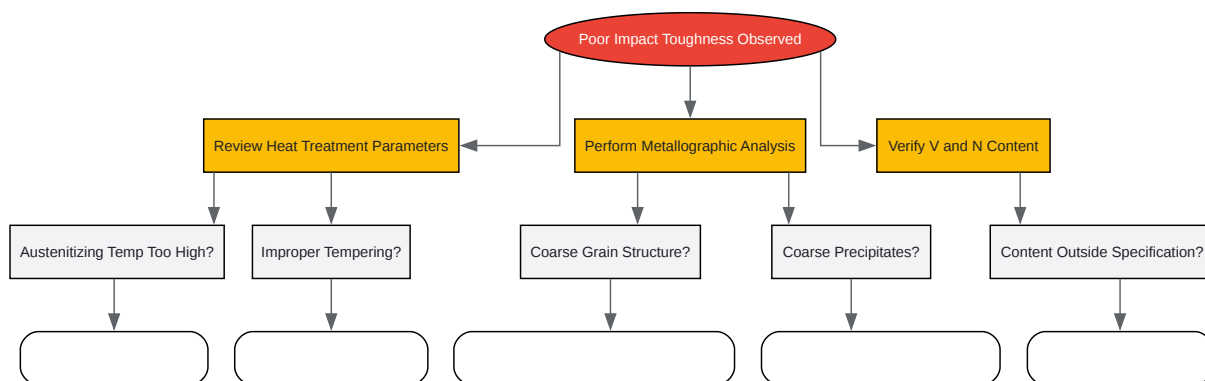 Poor Impact Toughness Observed
Review Heat Treatment Parameters
Perform Metallographic Analysis
Verify V and N Content
Austenitizing Temp Too High?
Improper Tempering?
Coarse Grain Structure?
Coarse Precipitates?
Content Outside Specification?